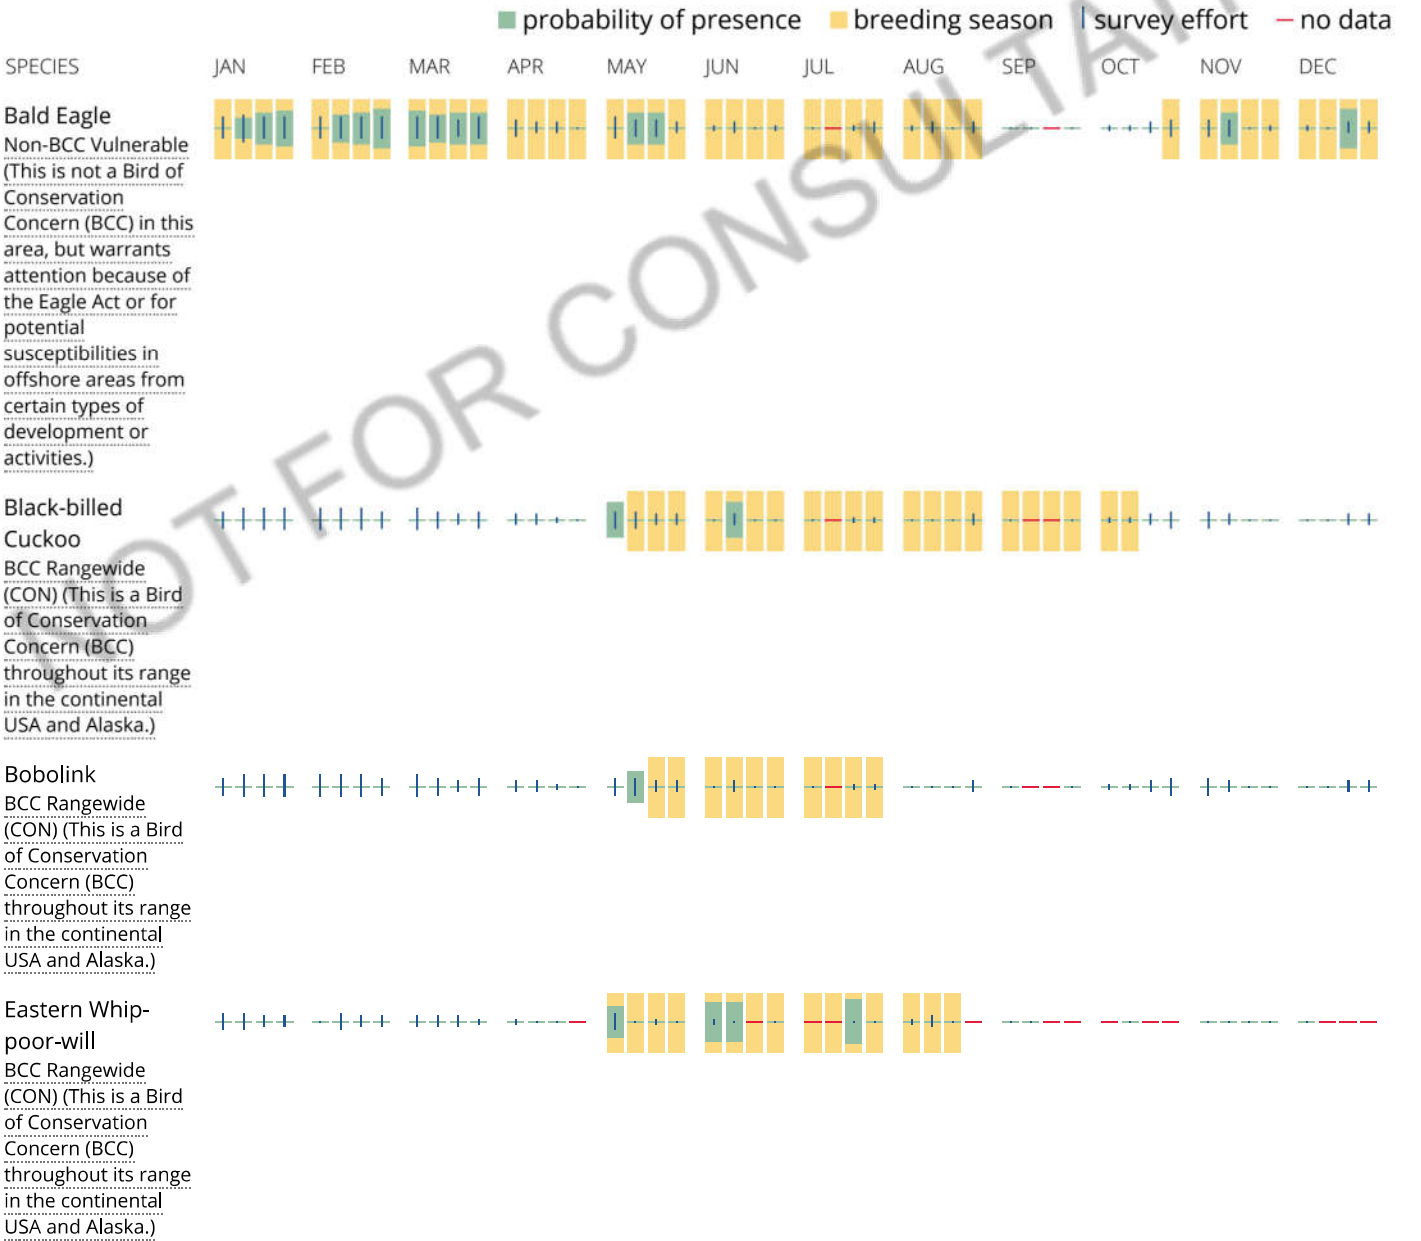 probability of presence breeding season survey effort no data
SPECIES JAN FEB MAR APR MAY JUN JUL AUG SEP OCT NOV DEC
Bald Eagle
Non-BCC Vulnerable
(This is not a Bird of
Conservation
Concern (BCC) in this
area, but warrants
attention because of
the Eagle Act or for
potential
susceptibilities in
offshore areas from
certain types of
development or
activities.)
Black-billed
Cuckoo
BCC Rangewide
(CON) (This is a Bird
of Conservation
Concern (BCC)
throughout its range
in the continental
USA and Alaska.)
Bobolink
BCC Rangewide
(CON) (This is a Bird
of Conservation
Concern (BCC)
throughout its range
in the continental
USA and Alaska.)
Eastern Whip-
poor-will
BCC Rangewide
(CON) (This is a Bird
of Conservation
Concern (BCC)
throughout its range
in the continental
USA and Alaska.)
NOT FOR CONSULTAT